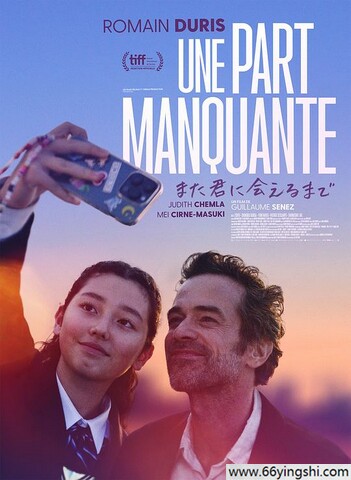 ROMAIN DURIS
tiff
UNE PART
MANQUANTE
また君に会えるまで
JUDITH CHEMLA
MEI CIRNE-MASUKI
UN FILM DE
GUILLAUME SENEZ
www.66yingshi.com